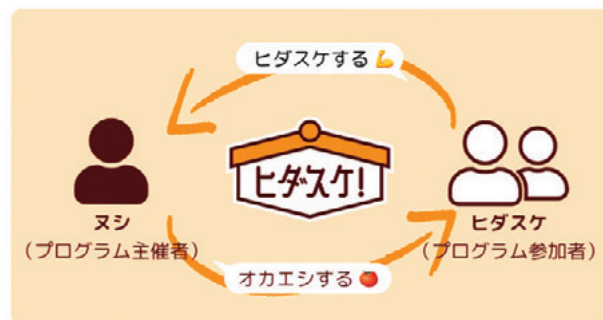 ヒダスケする 💪
ヒダスケ!
ヌシ
(プログラム主催者)
ヒダスケ
(プログラム参加者)
オカエシする 🍅